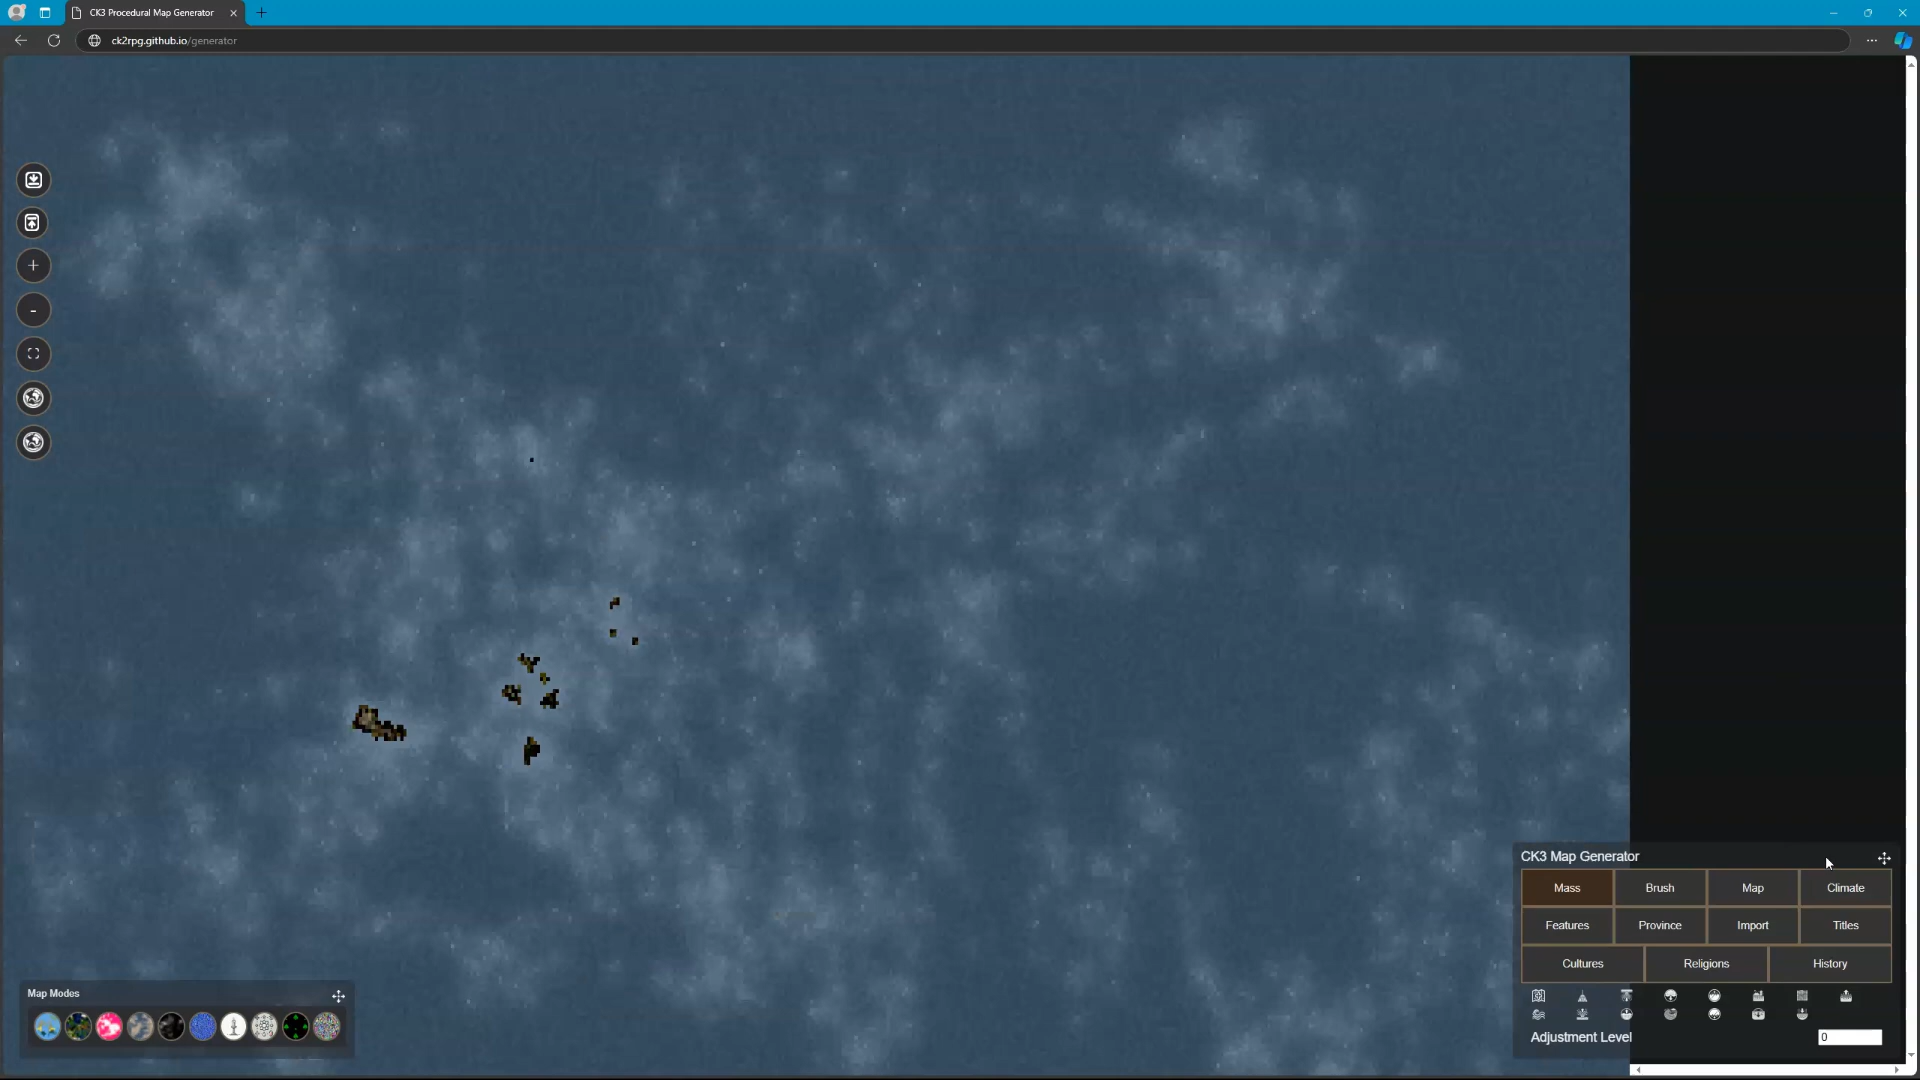 CK3 Procedural Map Generator
ck2rpg.github.io/generator
+
-
CK3 Map Generator
Mass Brush Map Climate
Features Province Import Titles
Cultures Religions History
Map Modes
Adjustment Level 0